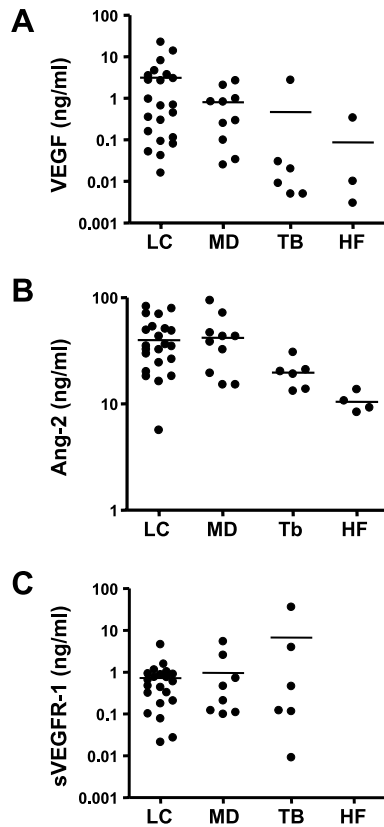 A
VEGF (ng/ml)
100
10
1
0.1
0.01
0.001
LC MD TB HF
B
Ang-2 (ng/ml)
100
10
1
LC MD Tb HF
C
sVEGFR-1 (ng/ml)
100
10
1
0.1
0.01
0.001
LC MD TB HF